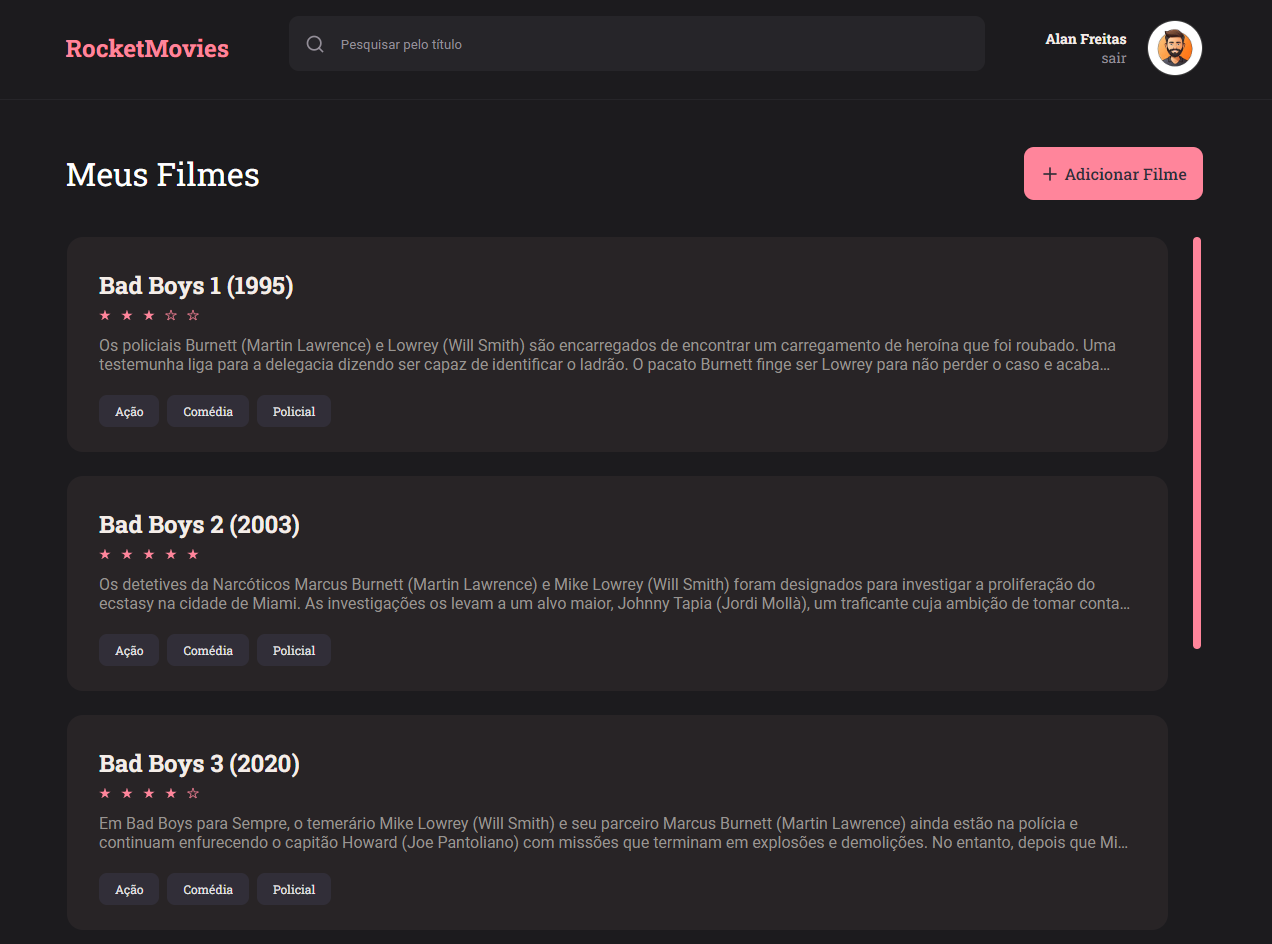 RocketMovies
Pesquisar pelo título
Alan Freitas
sair
Meus Filmes
Adicionar Filme
Bad Boys 1 (1995)
Os policiais Burnett (Martin Lawrence) e Lowrey (Will Smith) são encarregados de encontrar um carregamento de heroína que foi roubado. Uma
testemunha liga para a delegacia dizendo ser capaz de identificar o ladrão. O pacato Burnett finge ser Lowrey para não perder o caso e acaba...
Ação Comédia Policial
Bad Boys 2 (2003)
Os detetives da Narcóticos Marcus Burnett (Martin Lawrence) e Mike Lowrey (Will Smith) foram designados para investigar a proliferação do
ecstasy na cidade de Miami. As investigações os levam a um alvo maior, Johnny Tapia (Jordi Mollà), um traficante cuja ambição de tomar conta...
Ação Comédia Policial
Bad Boys 3 (2020)
Em Bad Boys para Sempre, o temerário Mike Lowrey (Will Smith) e seu parceiro Marcus Burnett (Martin Lawrence) ainda estão na polícia e
continuam enfurecendo o capitão Howard (Joe Pantoliano) com missões que terminam em explosões e demolições. No entanto, depois que Mi...
Ação Comédia Policial